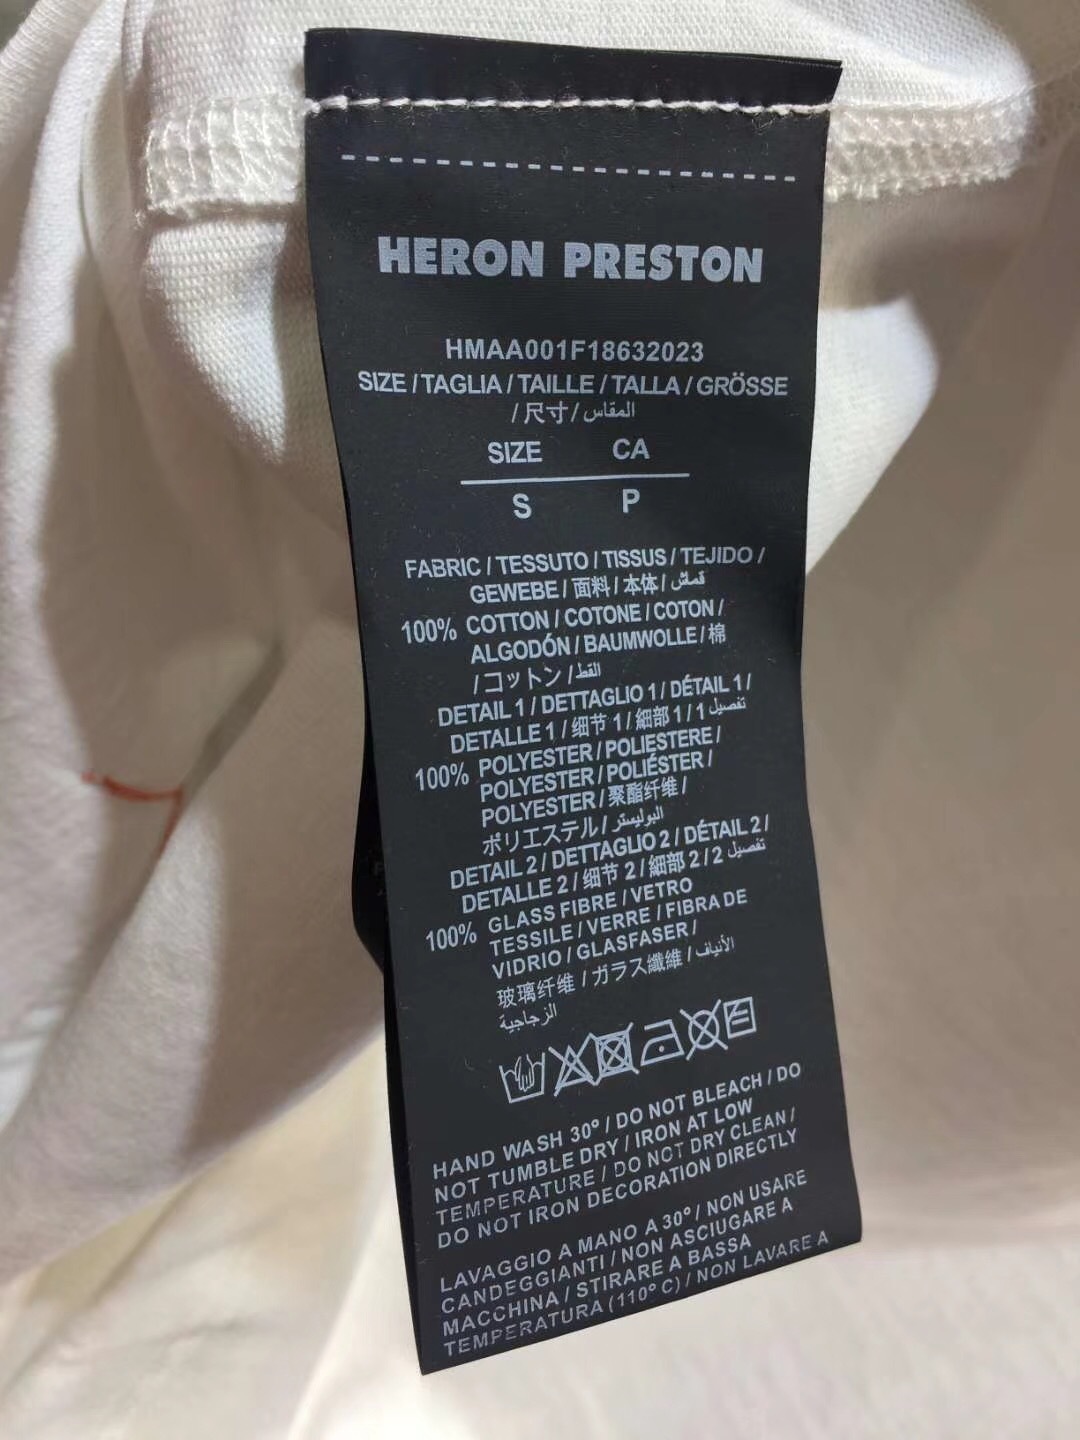 HERON PRESTON
HMAA001F18632023
SIZE / TAGLIA / TAILLE / TALLA / GRÖSSE
/ 尺寸 / المقاس
SIZE CA
S P
FABRIC / TESSUTO / TISSUS / TEJIDO /
GEWEBE / 面料 / 本体 / قماش
100% COTTON / COTONE / COTON /
ALGODÓN / BAUMWOLLE / 棉
/ コットン / القط
DETAIL 1 / DETTAGLIO 1 / DÉTAIL 1 /
DETALLE 1 / 细节 1 / 細部 1 / 1 تفصيل
100% POLYESTER / POLIESTERE /
POLYESTER / POLIÉSTER /
POLYESTER / 聚酯纤维 /
ポリエステル / البوليستر
DETAIL 2 / DETTAGLIO 2 / DÉTAIL 2 /
DETALLE 2 / 细节 2 / 細部 2 / 2 تفصيل
100% GLASS FIBRE / VETRO
TESSILE / VERRE / FIBRA DE
VIDRIO / GLASFASER /
玻璃纤维 / ガラス繊維 / الأنياف
الزجاجية
HAND WASH 30° / DO NOT BLEACH / DO
NOT TUMBLE DRY / IRON AT LOW
TEMPERATURE / DO NOT DRY CLEAN /
DO NOT IRON DECORATION DIRECTLY
LAVAGGIO A MANO A 30° / NON USARE
CANDEGGIANTI / NON ASCIUGARE A
MACCHINA / STIRARE A BASSA
TEMPERATURA (110° C) / NON LAVARE A